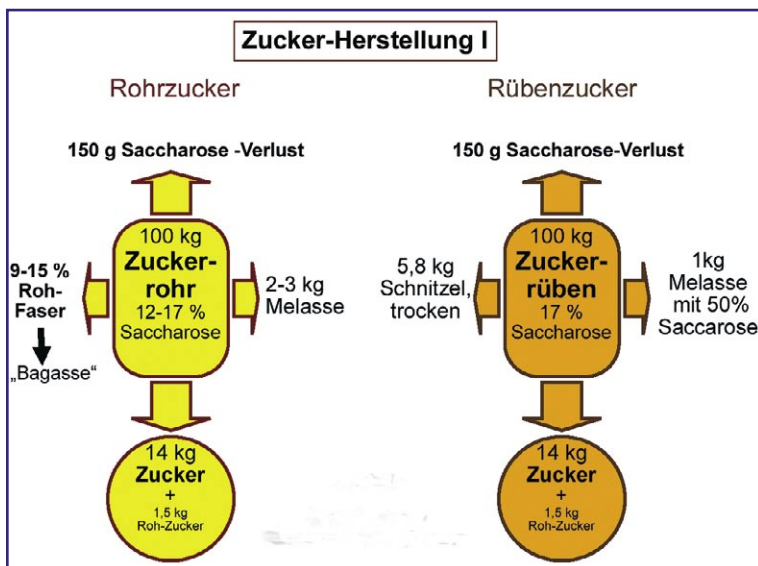 Zucker-Herstellung I
Rohrzucker
150 g Saccharose -Verlust
100 kg
Zucker-
rohr
12-17 %
Saccharose
9-15 %
Roh-
Faser
„Bagasse“
2-3 kg
Melasse
14 kg
Zucker
+
1,5 kg
Roh-Zucker
Rübenzucker
150 g Saccharose-Verlust
100 kg
Zucker-
rüben
17 %
Saccharose
5,8 kg
Schnitzel,
trocken
1kg
Melasse
mit 50%
Saccarose
14 kg
Zucker
+
1,5 kg
Roh-Zucker